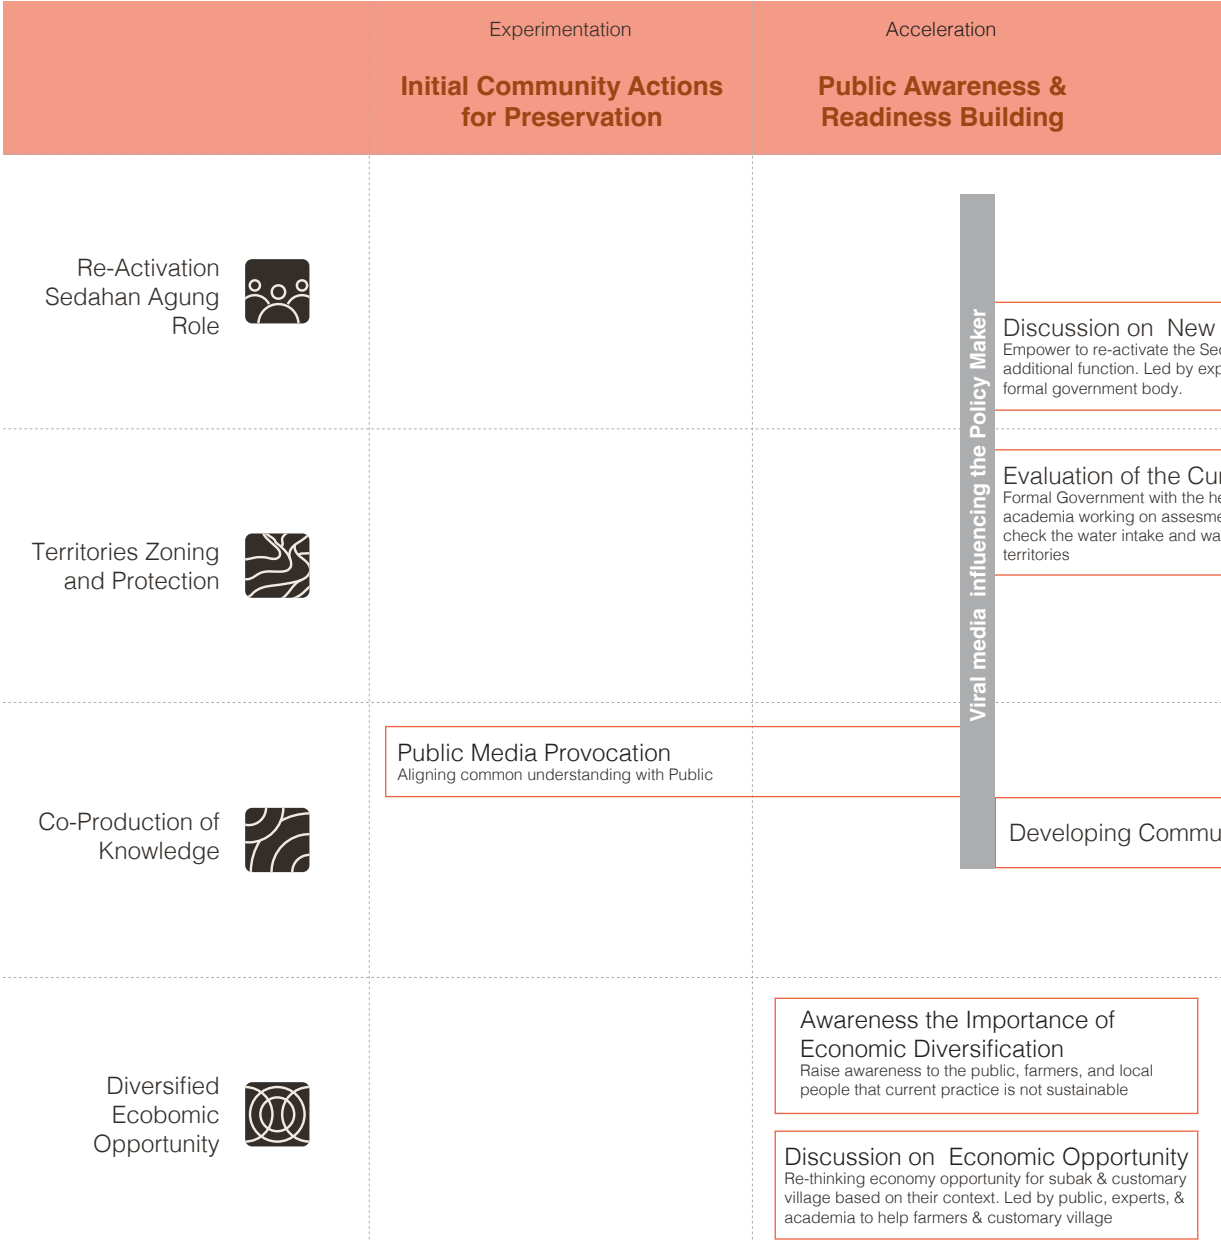 Experimentation
Acceleration
Initial Community Actions
for Preservation
Public Awareness &
Readiness Building
Re-Activation
Sedahan Agung
Role
Viral media  influencing the Policy Maker
Discussion on  New
Empower to re-activate the
additional function. Led by
formal government body.
Territories Zoning
and Protection
Evaluation of the
Formal Government with the
academia working on
check the water intake and
territories
Public Media Provocation
Aligning common understanding with Public
Co-Production of
Knowledge
Developing
Diversified
Ecobomic
Opportunity
Awareness the Importance of
Economic Diversification
Raise awareness to the public, farmers, and local
people that current practice is not sustainable
Discussion on  Economic Opportunity
Re-thinking economy opportunity for subak & customary
village based on their context. Led by public, experts, &
academia to help farmers & customary village